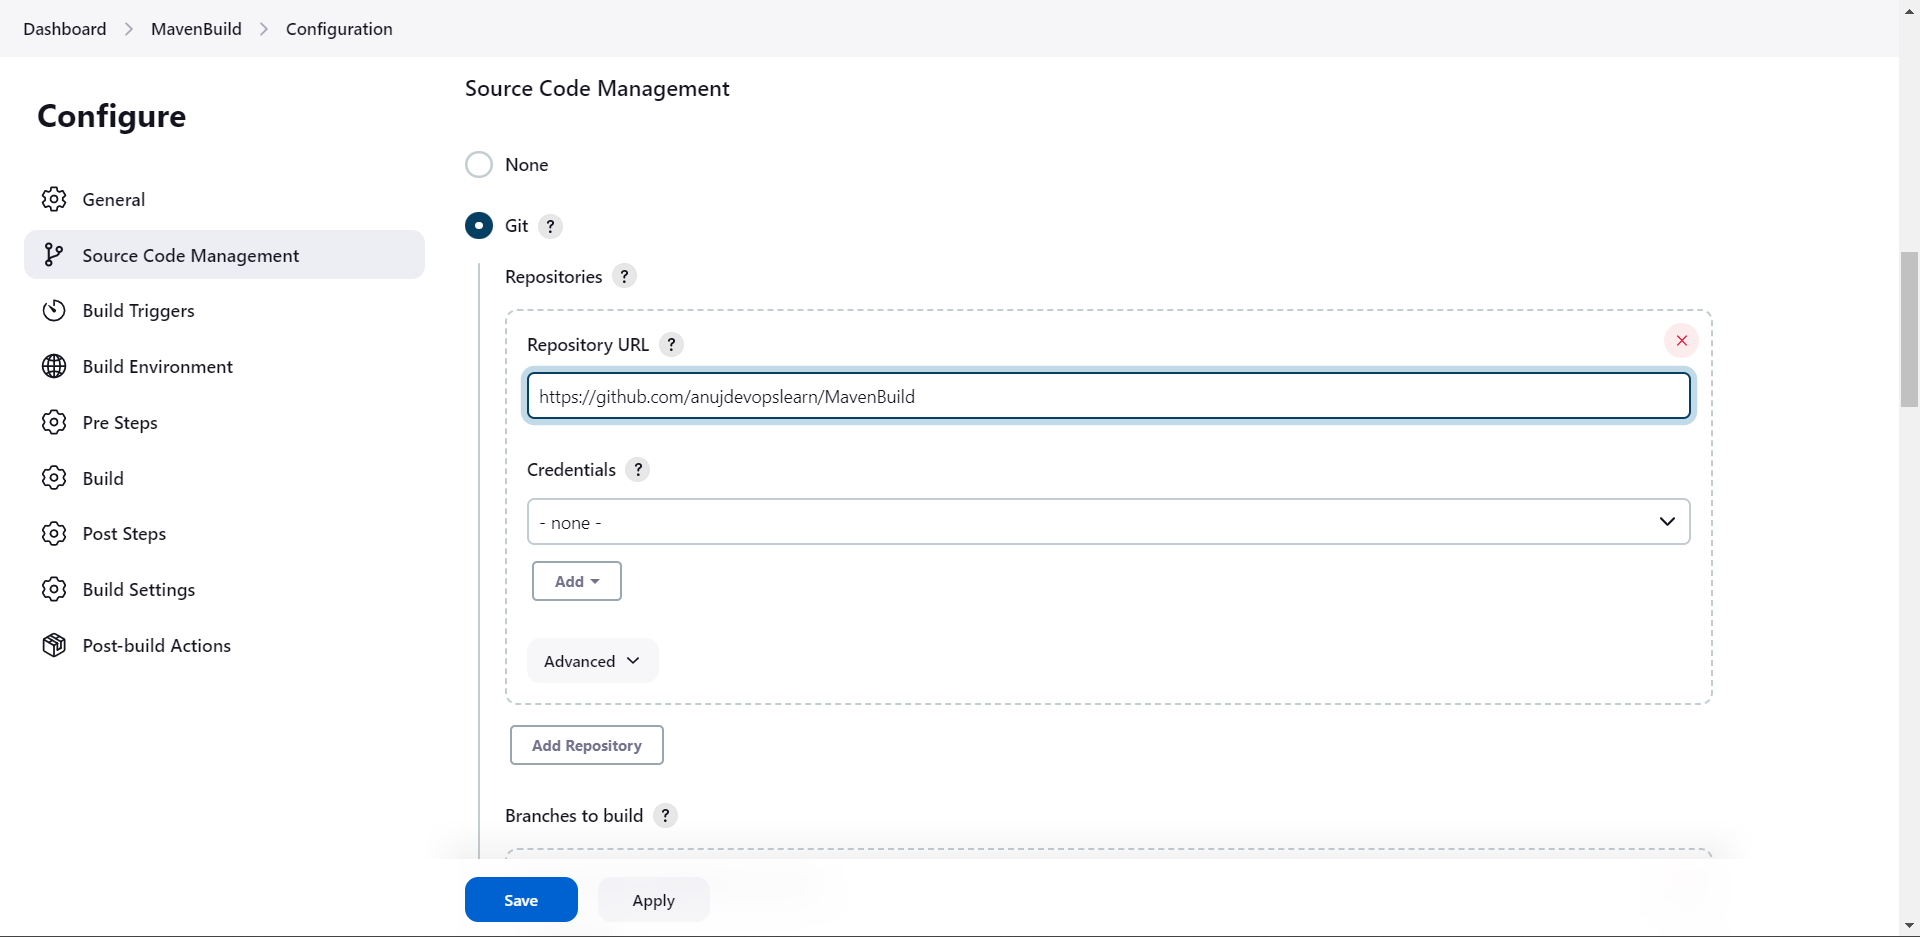 Dashboard > MavenBuild > Configuration
Configure
General
Source Code Management
Build Triggers
Build Environment
Pre Steps
Build
Post Steps
Build Settings
Post-build Actions
Source Code Management
None
Git ?
Repositories ?
Repository URL ?
https://github.com/anujdevopslearn/MavenBuild
Credentials ?
- none -
Add
Advanced
Add Repository
Branches to build ?
Save Apply